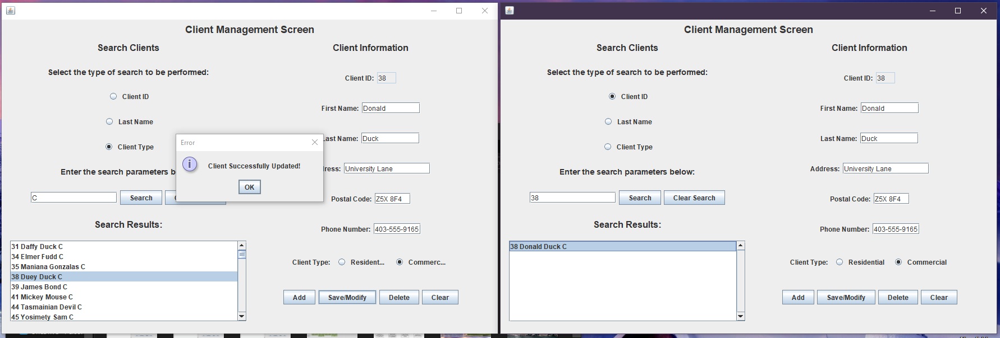 Client Management Screen
Search Clients
Select the type of search to be performed:
Client ID
Last Name
Client Type
Enter the search parameters b
C
Search
Search Results:
31 Daffy Duck C
34 Elmer Fudd C
35 Maniana Gonzalas C
38 Duey Duck C
39 James Bond C
41 Mickey Mouse C
44 Tasmainian Devil C
45 Yosimety Sam C
Client Information
Client ID: 38
First Name: Donald
Last Name: Duck
ress: University Lane
Postal Code: Z5X 8F4
Phone Number: 403-555-9165
Client Type: Resident... Commerc...
Add Save/Modify Delete Clear
Error
Client Successfully Updated!
OK
Client Management Screen
Search Clients
Select the type of search to be performed:
Client ID
Last Name
Client Type
Enter the search parameters below:
38
Search Clear Search
Search Results:
38 Donald Duck C
Client Information
Client ID: 38
First Name: Donald
Last Name: Duck
Address: University Lane
Postal Code: Z5X 8F4
Phone Number: 403-555-9165
Client Type: Residential Commercial
Add Save/Modify Delete Clear